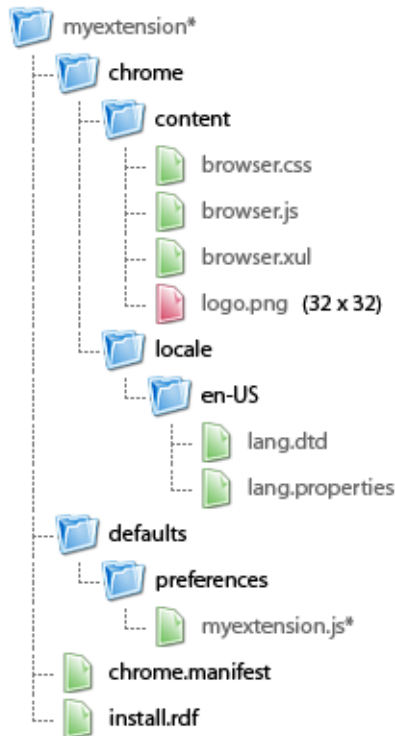 myextension*
chrome
content
browser.css
browser.js
browser.xul
logo.png (32 x 32)
locale
en-US
lang.dtd
lang.properties
defaults
preferences
myextension.js*
chrome.manifest
install.rdf